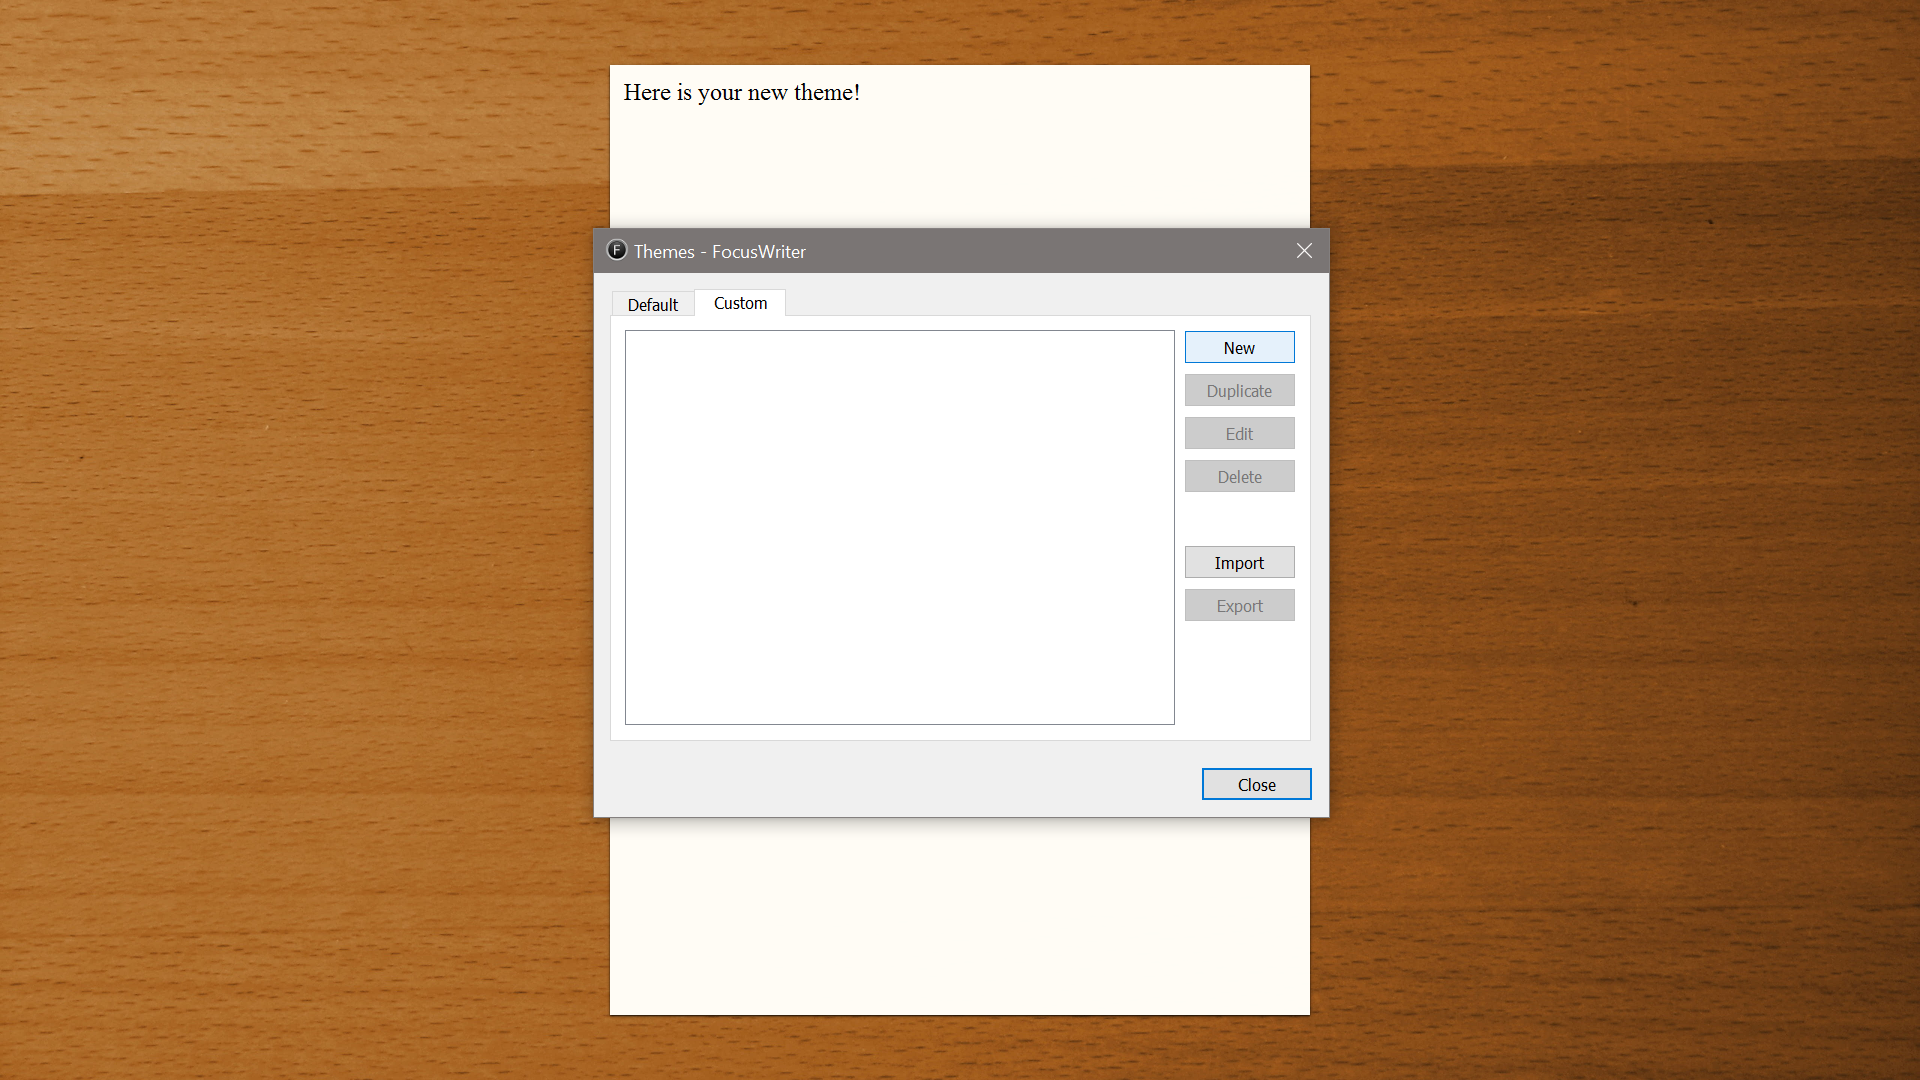 Here is your new theme!
F Themes - FocusWriter
Default Custom
New
Duplicate
Edit
Delete
Import
Export
Close